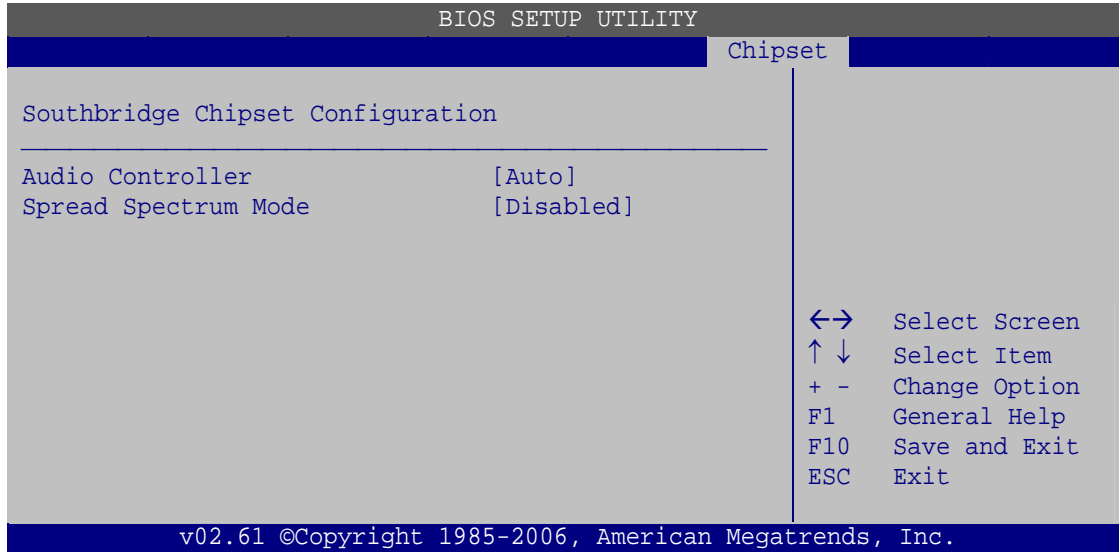 BIOS SETUP UTILITY
Chipset
Southbridge Chipset Configuration
Audio Controller [Auto]
Spread Spectrum Mode [Disabled]
←→ Select Screen
↑ ↓ Select Item
+ - Change Option
F1 General Help
F10 Save and Exit
ESC Exit
v02.61 ©Copyright 1985-2006, American Megatrends, Inc.